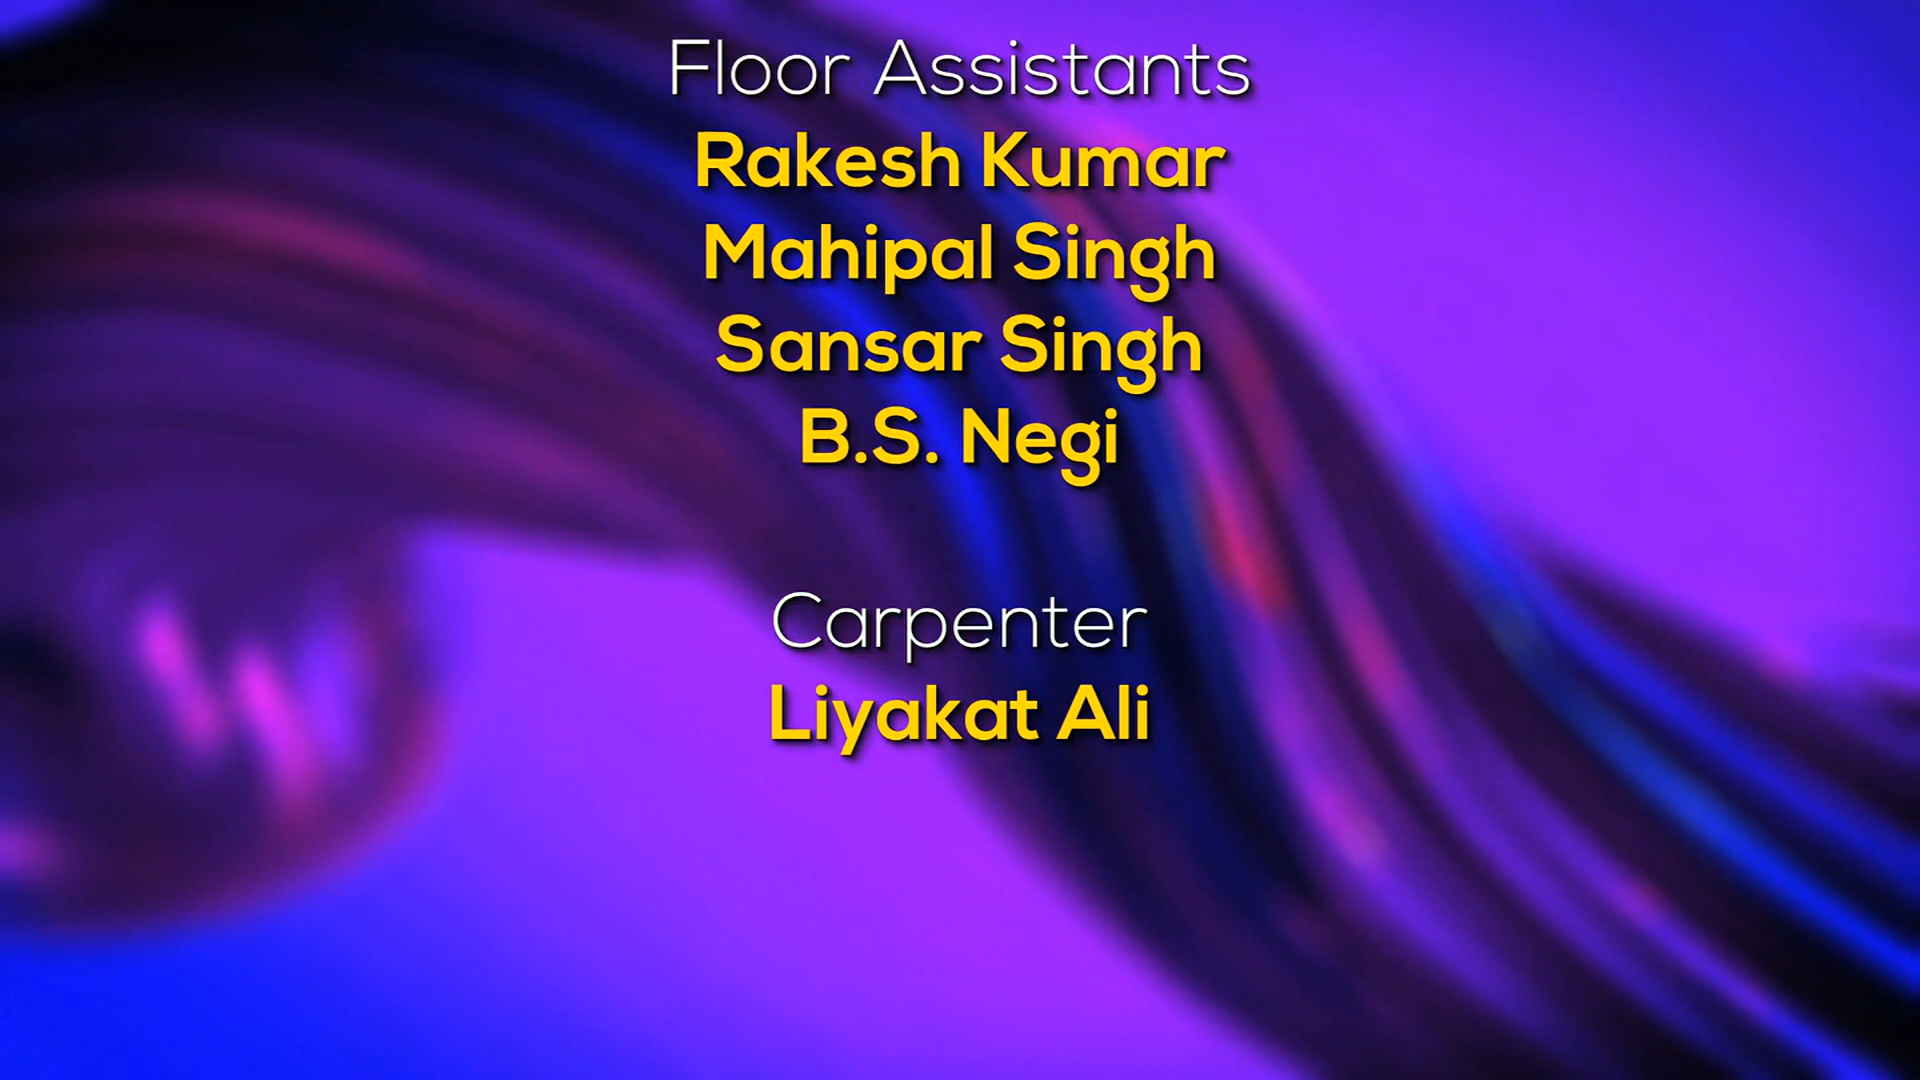 Floor Assistants
Rakesh Kumar
Mahipal Singh
Sansar Singh
B.S. Negi
Carpenter
Liyakat Ali